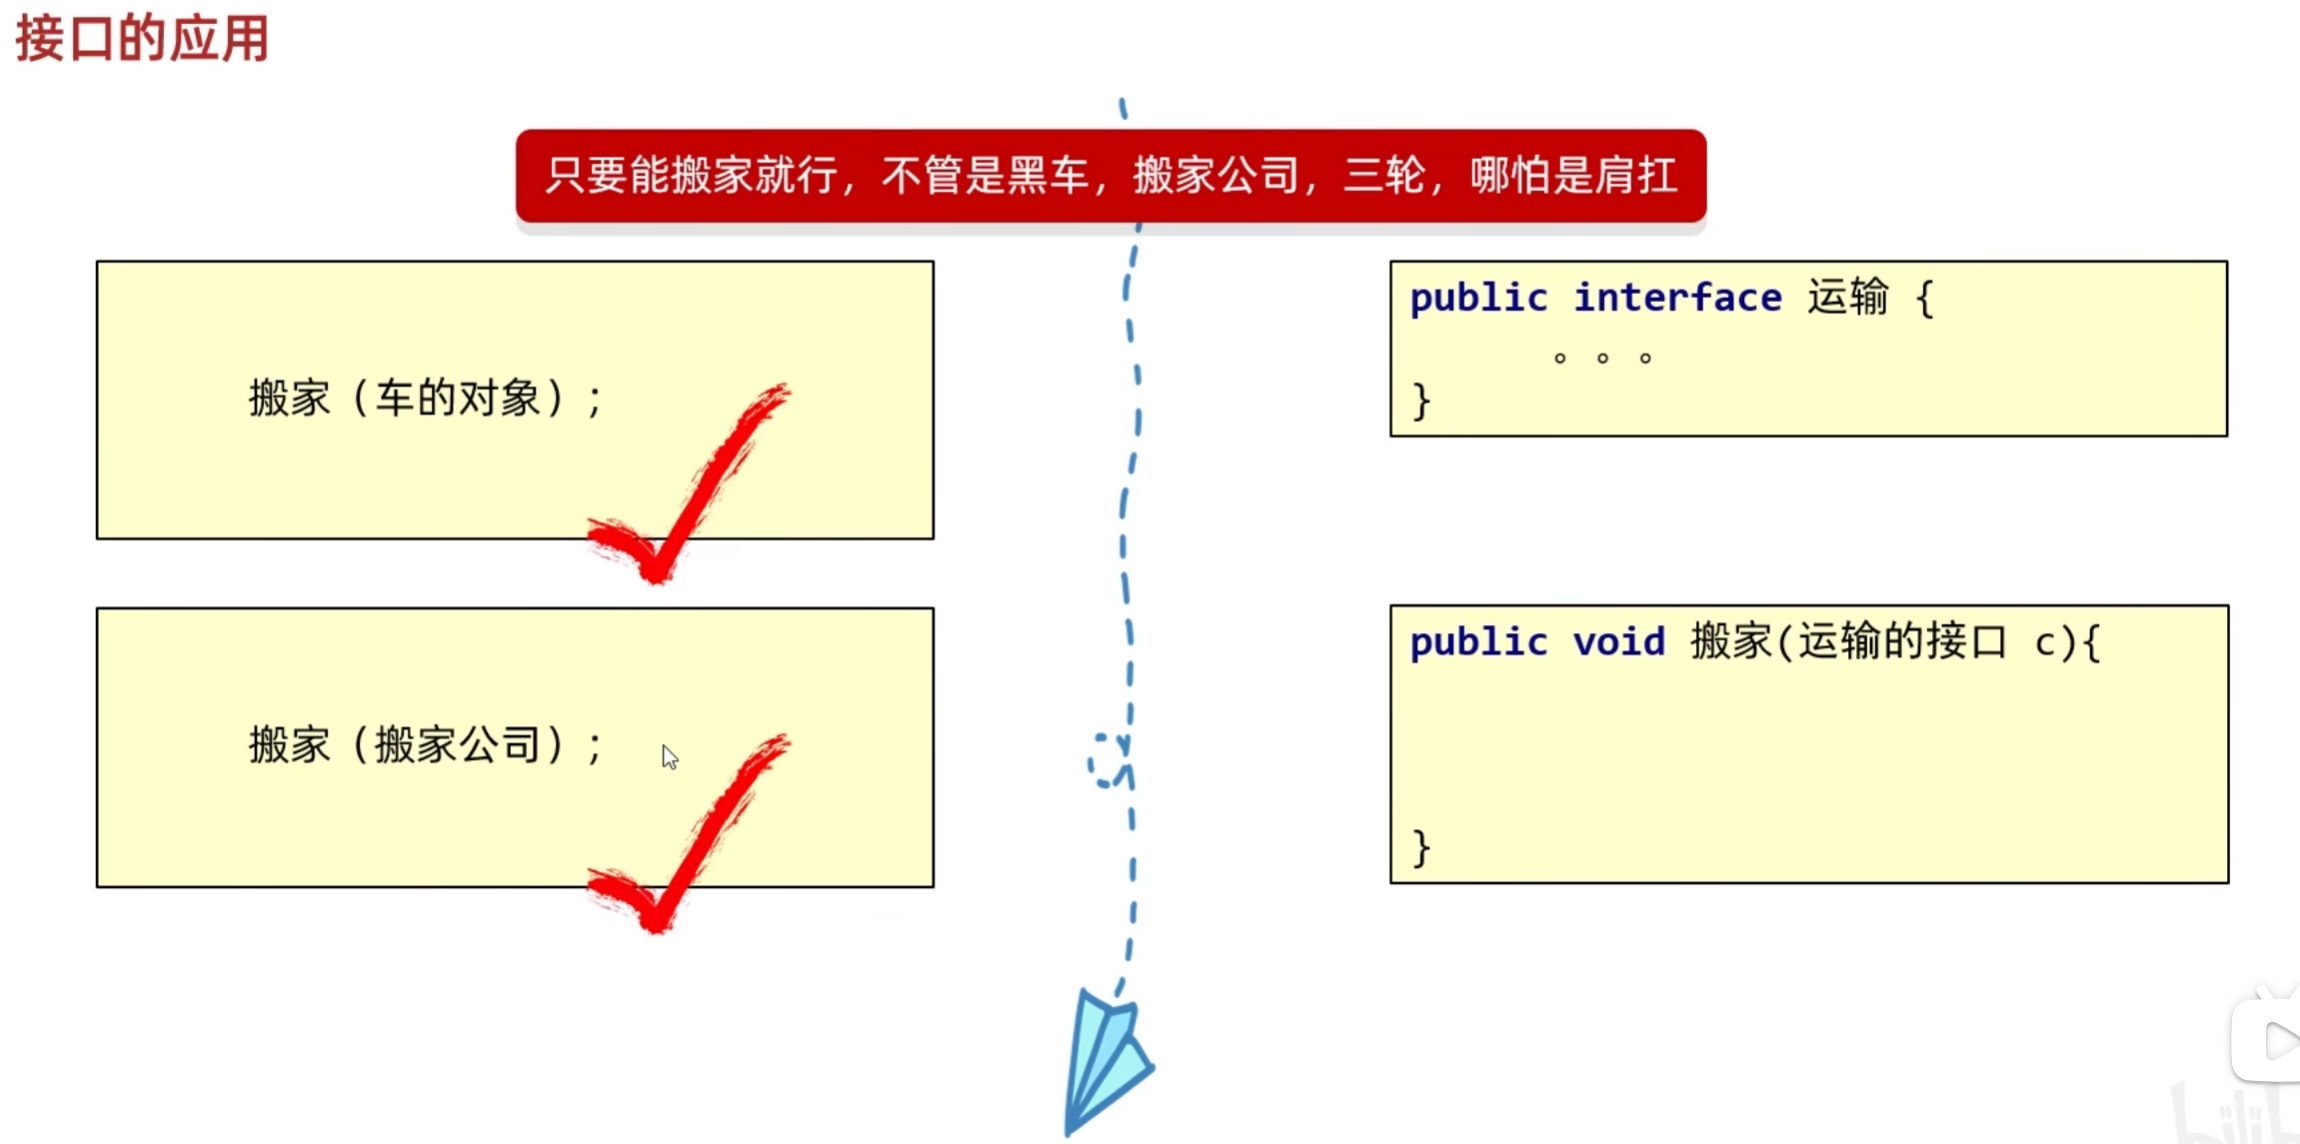 接口的应用
只要能搬家就行，不管是黑车，搬家公司，三轮，哪怕是肩扛
搬家（车的对象）；
搬家（搬家公司）；
public interface 运输 {
。。。
}
public void 搬家(运输的接口 c){
}